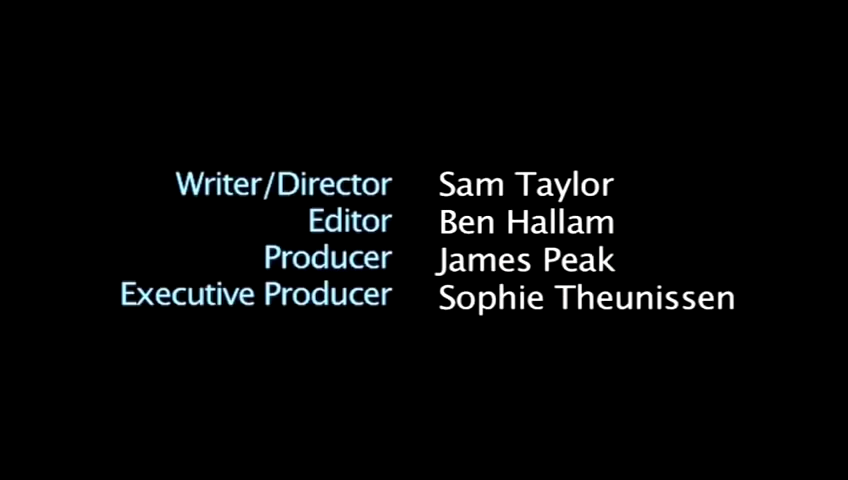 Writer/Director Sam Taylor
Editor Ben Hallam
Producer James Peak
Executive Producer Sophie Theunissen